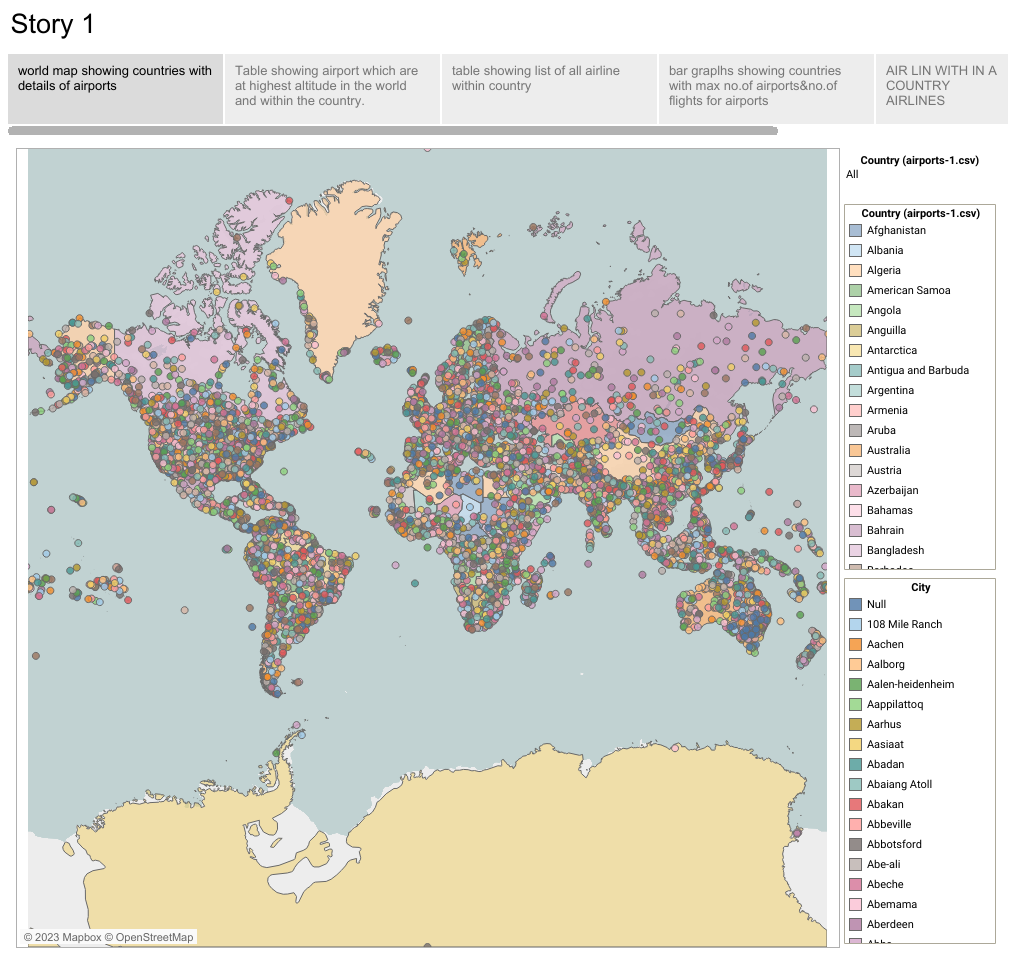 Story 1
world map showing countries with
details of airports
Table showing airport which are
at highest altitude in the world
and within the country.
table showing list of all airline
within country
bar graplhs showing countries
with max no.of airports&no.of
flights for airports
AIR LIN WITH IN A
COUNTRY
AIRLINES
Country (airports-1.csv)
All
Country (airports-1.csv)
Afghanistan
Albania
Algeria
American Samoa
Angola
Anguilla
Antarctica
Antigua and Barbuda
Argentina
Armenia
Aruba
Australia
Austria
Azerbaijan
Bahamas
Bahrain
Bangladesh
City
Null
108 Mile Ranch
Aachen
Aalborg
Aalen-heidenheim
Aappilattoq
Aarhus
Aasiaat
Abadan
Abaiang Atoll
Abakan
Abbeville
Abbotsford
Abe-ali
Abeche
Abemama
Aberdeen
© 2023 Mapbox © OpenStreetMap